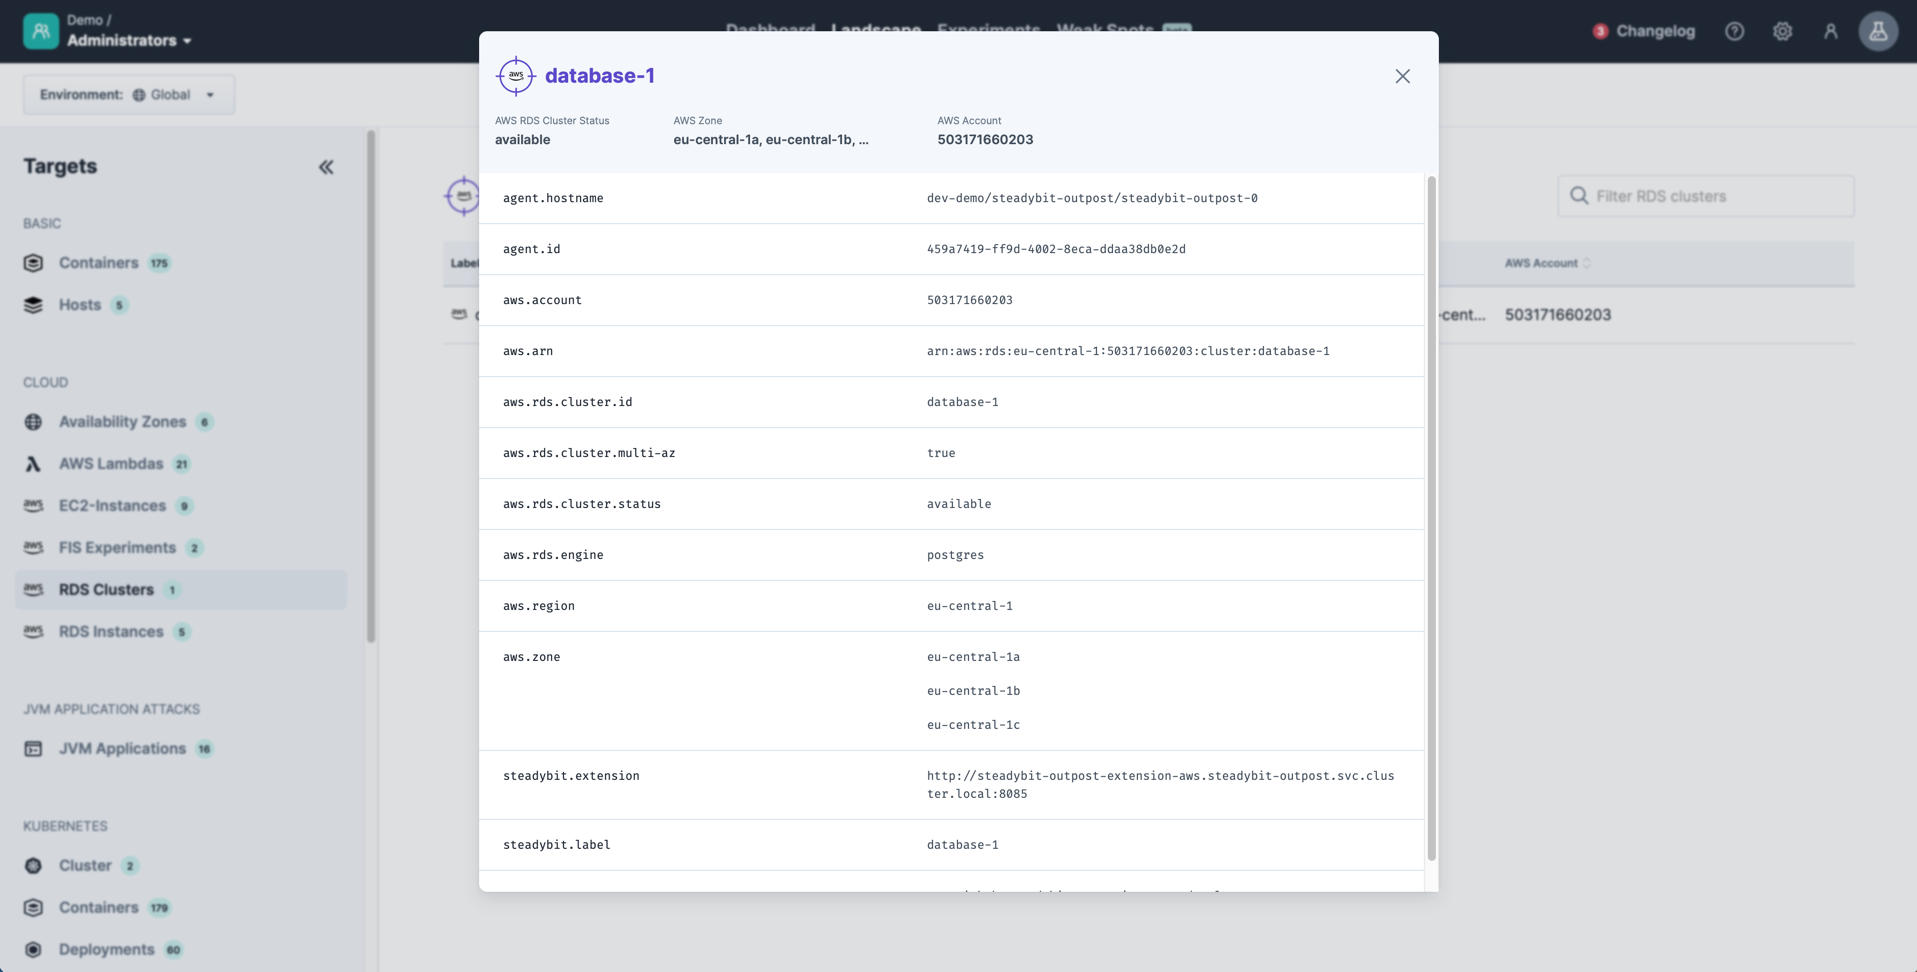 Demo /
Administrators
Dashboard Landscape Experiments Weak Spots
3 Changelog
Environment: Global
Targets
BASIC
Containers 175
Hosts 5
CLOUD
Availability Zones 6
AWS Lambdas 21
EC2-Instances 9
FIS Experiments 2
RDS Clusters 1
RDS Instances 5
JVM APPLICATION ATTACKS
JVM Applications 16
KUBERNETES
Cluster 2
Containers 179
Deployments 60
Filter RDS clusters
AWS Account
-cent... 503171660203
aws database-1
AWS RDS Cluster Status AWS Zone AWS Account
available eu-central-1a, eu-central-1b, ... 503171660203
agent.hostname dev-demo/steadybit-outpost/steadybit-outpost-0
agent.id 459a7419-ff9d-4002-8eca-ddaa38db0e2d
aws.account 503171660203
aws.arn arn:aws:rds:eu-central-1:503171660203:cluster:database-1
aws.rds.cluster.id database-1
aws.rds.cluster.multi-az true
aws.rds.cluster.status available
aws.rds.engine postgres
aws.region eu-central-1
aws.zone eu-central-1a
eu-central-1b
eu-central-1c
steadybit.extension http://steadybit-outpost-extension-aws.steadybit-outpost.svc.clus
ter.local:8085
steadybit.label database-1